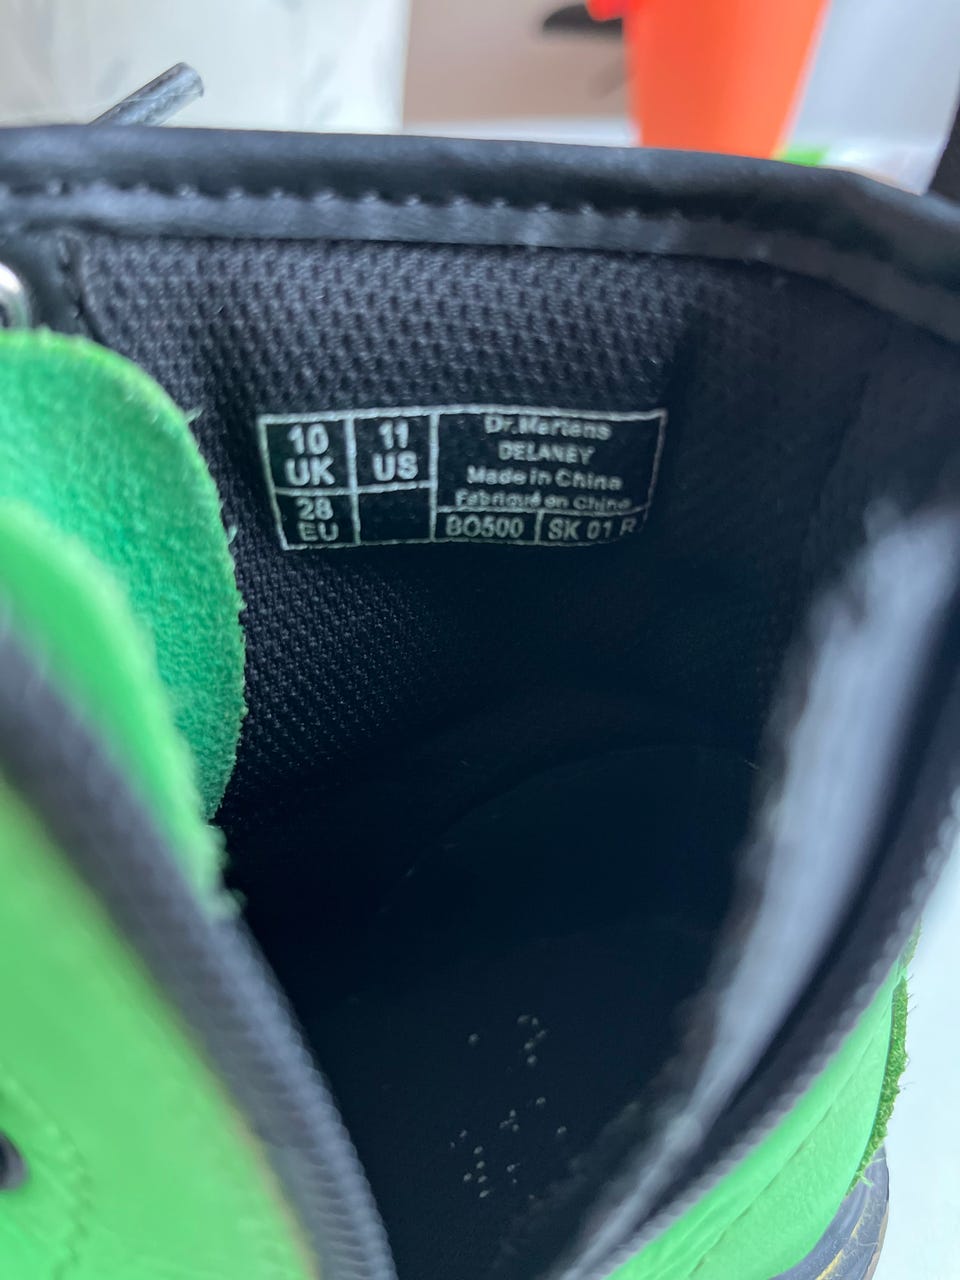 10 UK
11 US
28 EU
Dr.Martens
DELANEY
Made in China
Fabriqué en Chine
BO500
SK 01 R